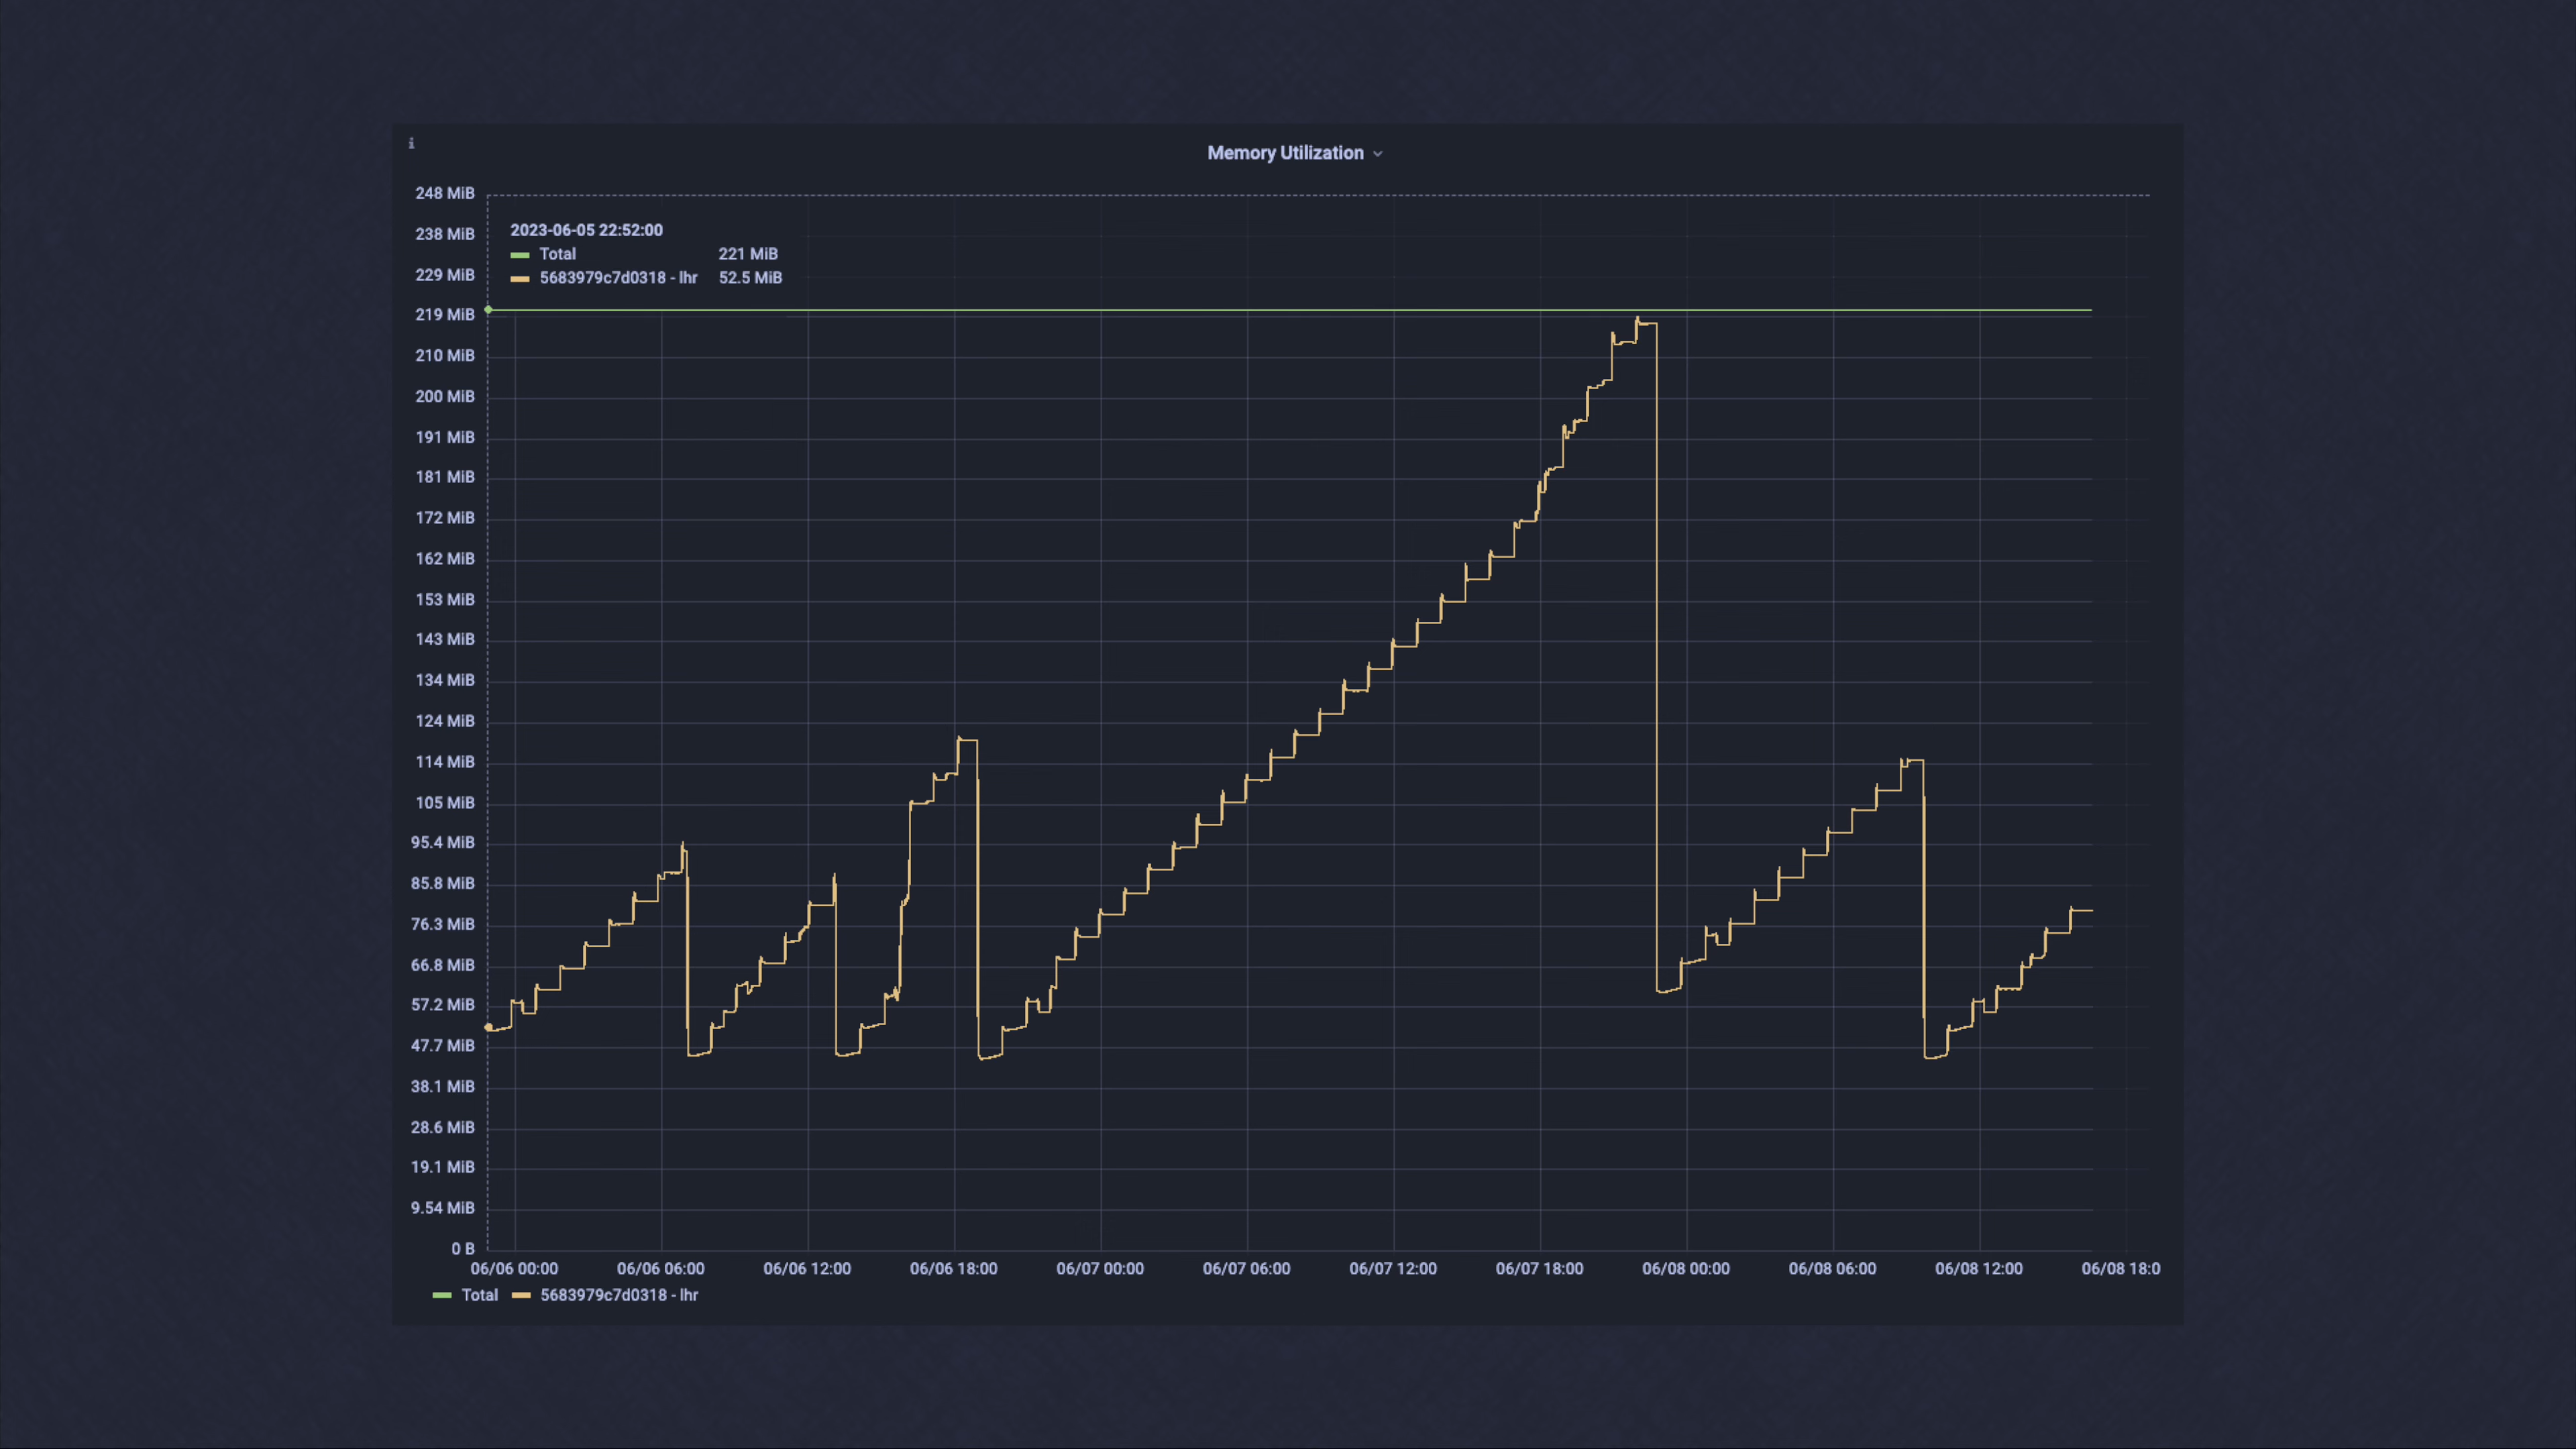 i
Memory Utilization
248 MiB
238 MiB
229 MiB
219 MiB
210 MiB
200 MiB
191 MiB
181 MiB
172 MiB
162 MiB
153 MiB
143 MiB
134 MiB
124 MiB
114 MiB
105 MiB
95.4 MiB
85.8 MiB
76.3 MiB
66.8 MiB
57.2 MiB
47.7 MiB
38.1 MiB
28.6 MiB
19.1 MiB
9.54 MiB
0 B
2023-06-05 22:52:00
Total 221 MiB
5683979c7d0318 - lhr 52.5 MiB
06/06 00:00 06/06 06:00 06/06 12:00 06/06 18:00 06/07 00:00 06/07 06:00 06/07 12:00 06/07 18:00 06/08 00:00 06/08 06:00 06/08 12:00 06/08 18:0
Total 5683979c7d0318 - lhr